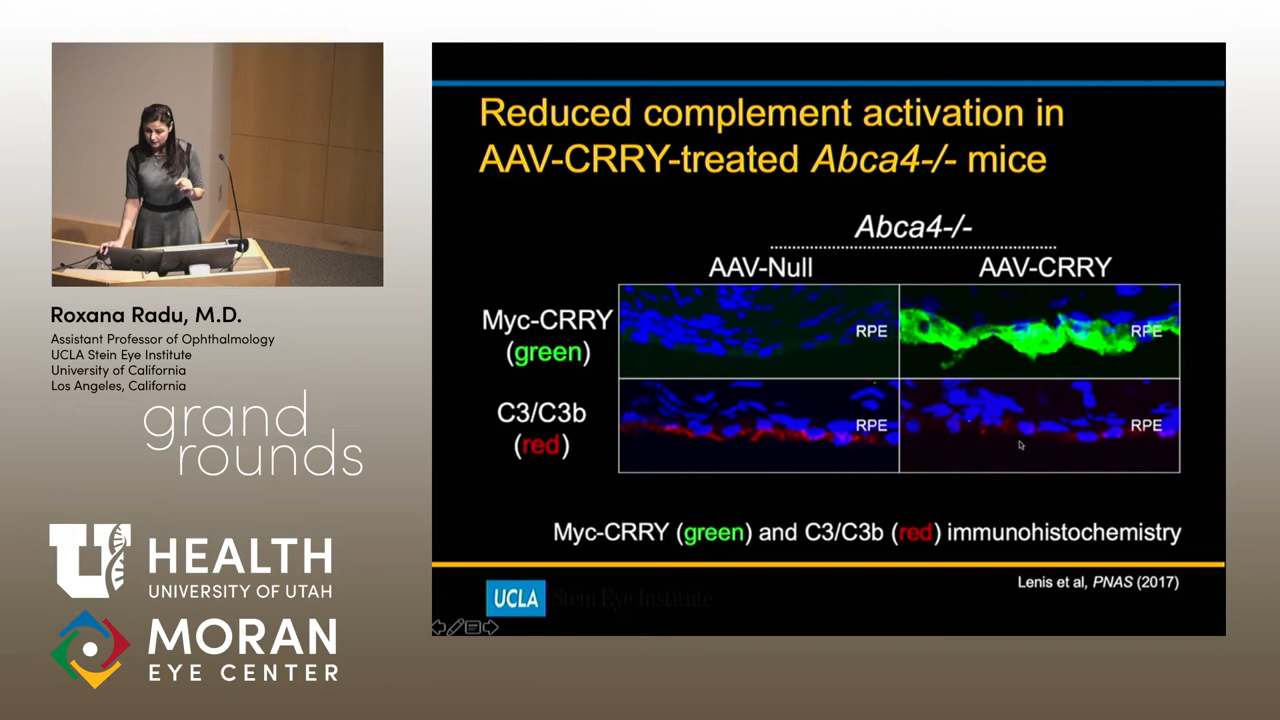 Reduced complement activation in
AAV-CRRY-treated Abca4-/- mice
Abca4-/-
AAV-Null
AAV-CRRY
Myc-CRRY
(green)
RPE
RPE
C3/C3b
(red)
RPE
RPE
Myc-CRRY (green) and C3/C3b (red) immunohistochemistry
Lenis et al, PNAS (2017)
UCLA Stein Eye Institute
Roxana Radu, M.D.
Assistant Professor of Ophthalmology
UCLA Stein Eye Institute
University of California
Los Angeles, California
grand
rounds
U HEALTH
UNIVERSITY OF UTAH
MORAN
EYE CENTER